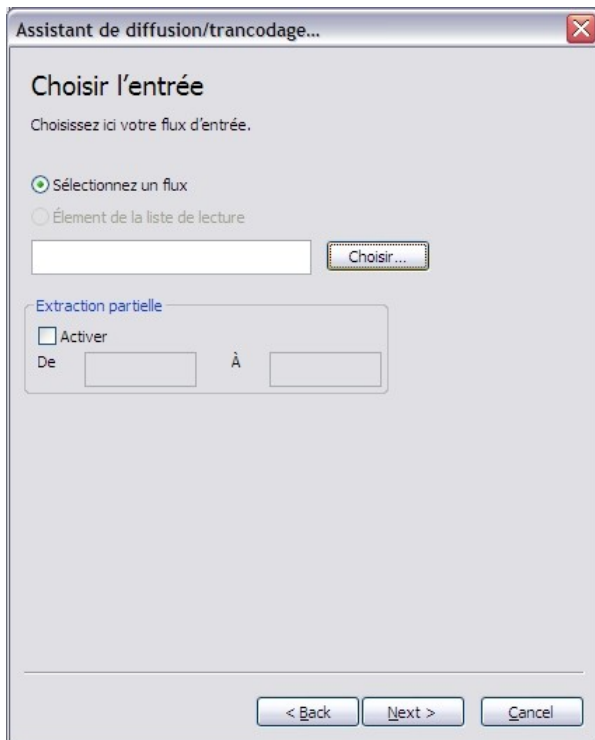 Assistant de diffusion/trancodage...
Choisir l'entrée
Choisissez ici votre flux d'entrée.
Sélectionnez un flux
Élement de la liste de lecture
Choisir...
Extraction partielle
Activer
De À
< Back Next > Cancel